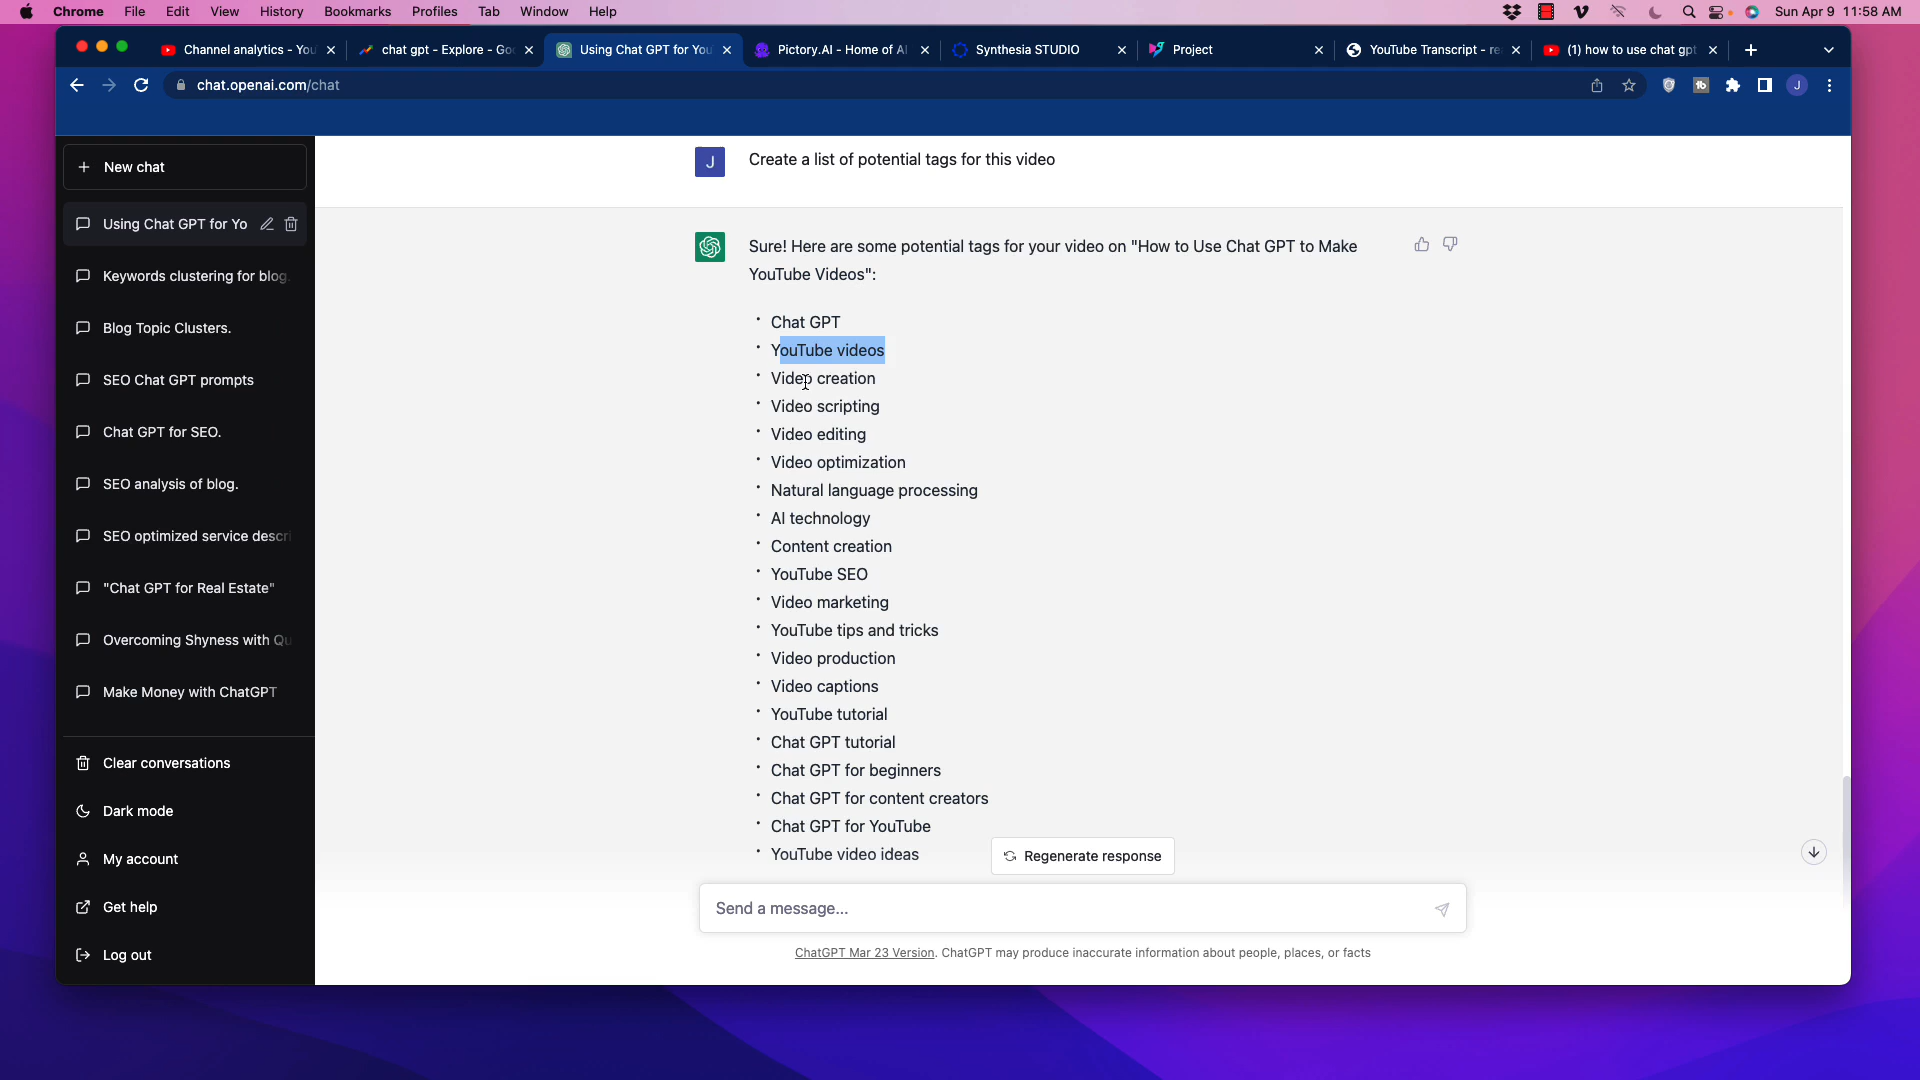 Chrome File Edit View History Bookmarks Profiles Tab Window Help Sun Apr 9 11:58 AM
Channel analytics - You chat gpt - Explore - Goo Using Chat GPT for You Pictory.AI - Home of AI Synthesia STUDIO Project YouTube Transcript - re (1) how to use chat gpt
chat.openai.com/chat
New chat
Using Chat GPT for Yo
Keywords clustering for blog.
Blog Topic Clusters.
SEO Chat GPT prompts
Chat GPT for SEO.
SEO analysis of blog.
SEO optimized service descri
"Chat GPT for Real Estate"
Overcoming Shyness with Qu
Make Money with ChatGPT
Clear conversations
Dark mode
My account
Get help
Log out
J Create a list of potential tags for this video
Sure! Here are some potential tags for your video on "How to Use Chat GPT to Make
YouTube Videos":
• Chat GPT
• YouTube videos
• Video creation
• Video scripting
• Video editing
• Video optimization
• Natural language processing
• AI technology
• Content creation
• YouTube SEO
• Video marketing
• YouTube tips and tricks
• Video production
• Video captions
• YouTube tutorial
• Chat GPT tutorial
• Chat GPT for beginners
• Chat GPT for content creators
• Chat GPT for YouTube
• YouTube video ideas
Regenerate response
Send a message...
ChatGPT Mar 23 Version. ChatGPT may produce inaccurate information about people, places, or facts